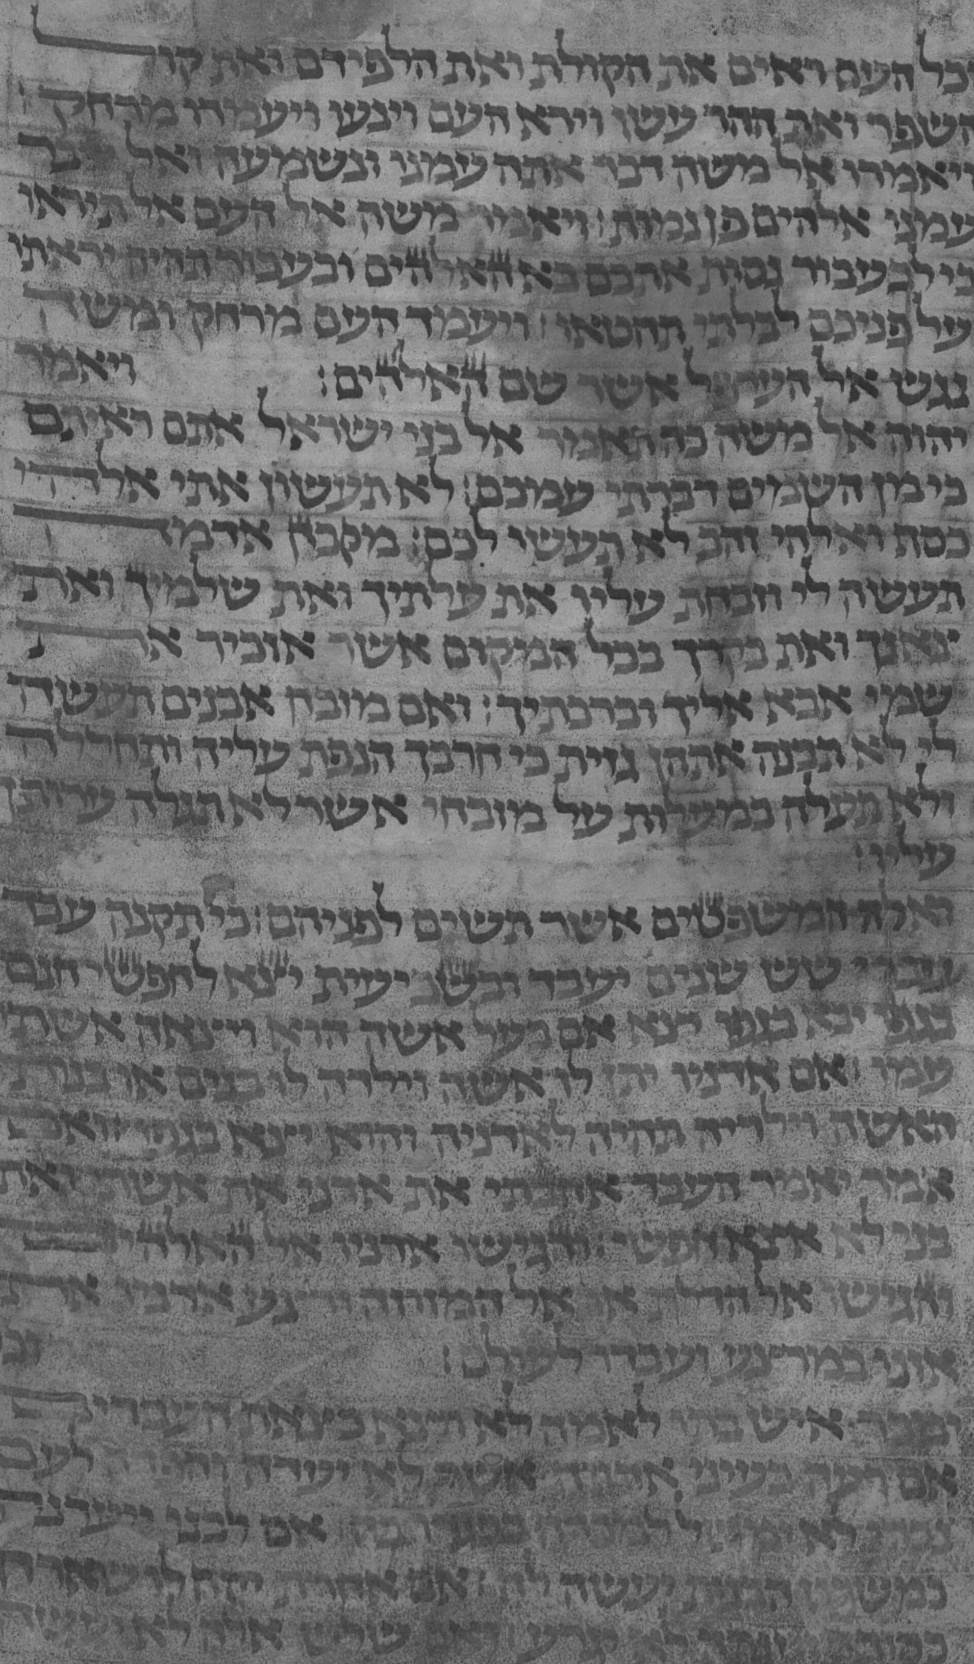 וכל העם ראים את הקולת ואת הלפידם ואת קול
השפר ואת ההר עשן וירא העם וינעו ויעמדו מרחק :
ויאמרו אל משה דבר אתה עמנו ונשמעה ואל ידבר
עמנו אלהים פן נמות : ויאמר משה אל העם אל תיראו
כי לבעבור נסות אתכם בא האלהים ובעבור תהיה יראתו
על פניכם לבלתי תחטאו : ויעמד העם מרחק ומשה
נגש אל הערפל אשר שם האלהים : ויאמר
יהוה אל משה כה תאמר אל בני ישראל אתם ראיתם
כי מן השמים דברתי עמכם : לא תעשון אתי אלהי
כסף ואלהי זהב לא תעשו לכם : מזבח אדמה
תעשה לי וזבחת עליו את עלתיך ואת שלמיך ואת
צאנך ואת בקרך בכל המקום אשר אזכיר את
שמי אבא אליך וברכתיך : ואם מזבח אבנים תעשה
לי לא תבנה אתהן גזית כי חרבך הנפת עליה ותחללה
ולא תעלה במעלות על מזבחי אשר לא תגלה ערותך
עליו :
האלה המשפטים אשר תשים לפניהם : כי תקנה עבד
עברי שש שנים יעבד ובשביעית יצא לחפשי חנם
בגפו יבא בגפו יצא אם בעל אשה הוא ויצאה אשתו
עמו : אם אדניו יתן לו אשה וילדה לו בנים או בנות
האשה וילדיה תהיה לאדניה והוא יצא בגפו : ואם
אמר יאמר העבד אהבתי את אדני את אשתי ואת
בני לא אצא חפשי : והגישו אדניו אל האלהים
והגישו אל הדלת או אל המזוזה ורצע אדניו את
אזנו במרצע ועבדו לעולם : וכי
ימכר איש בתו לאמה לא תצא כצאת העבדים
אם רעה בעיני אדניה אשר לא יעדה והפדה לעם
נכרי לא ימשל למכרה בבגדו בה : אם לבנו ייעדנה
כמשפט הבנות יעשה לה : אם אחרת יקח לו שארה
כסותה וענתה לא יגרע : ואם שלש אלה לא יעשה